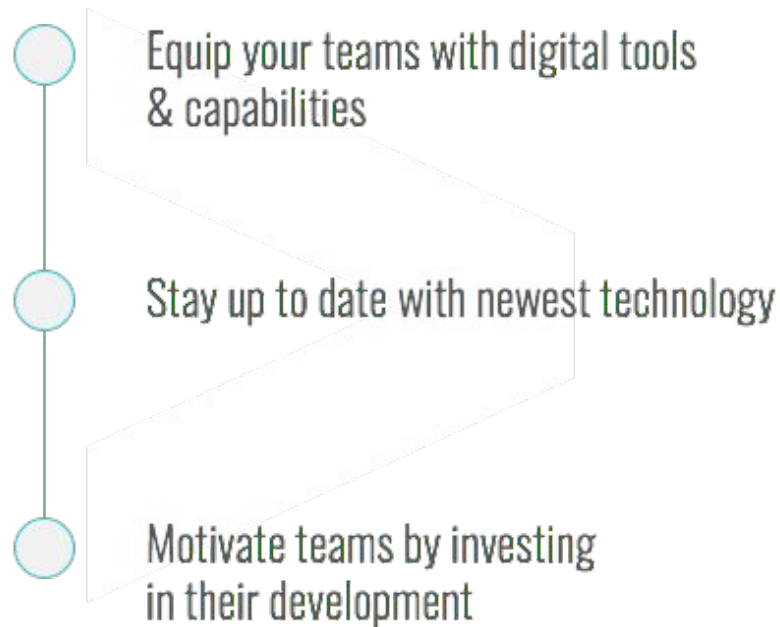 Equip your teams with digital tools
& capabilities
Stay up to date with newest technology
Motivate teams by investing
in their development